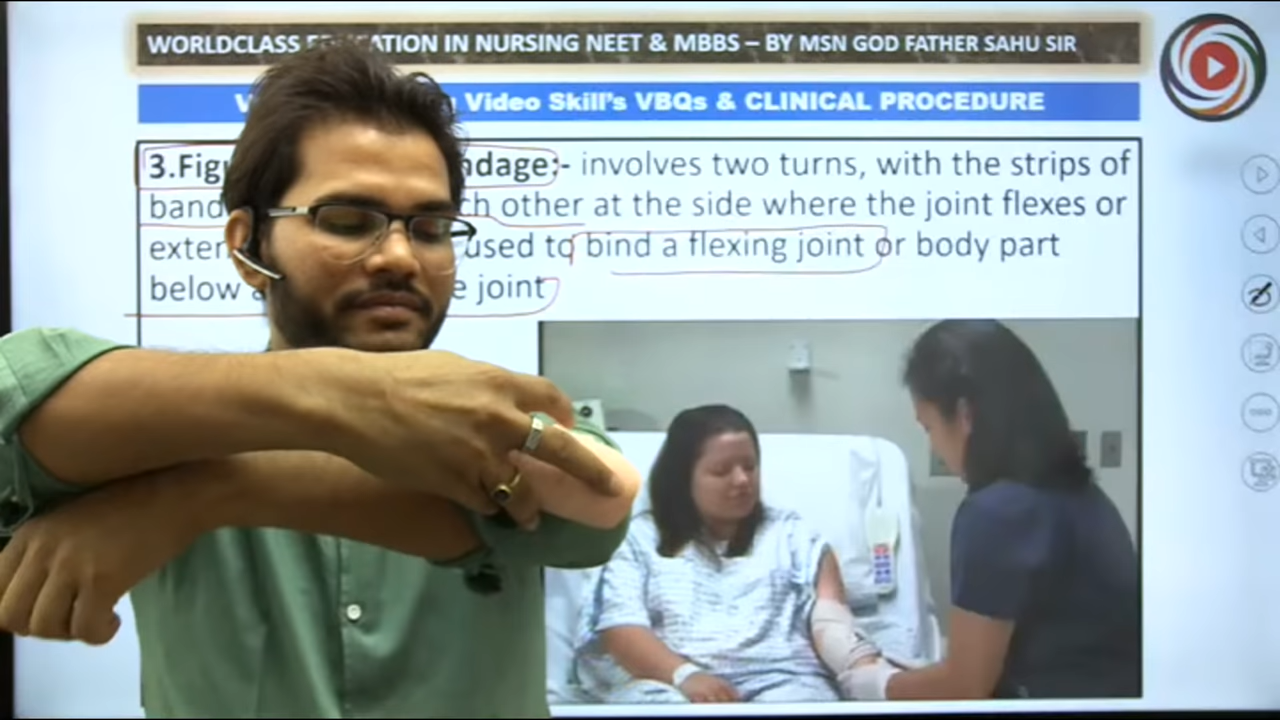 WORLDCLASS EDUCATION IN NURSING NEET & MBBS – BY MSN GOD FATHER SAHU SIR
Video Skill's VBQs & CLINICAL PROCEDURE
3.Fig ndage:- involves two turns, with the strips of
band ch other at the side where the joint flexes or
exten used to bind a flexing joint or body part
below joint